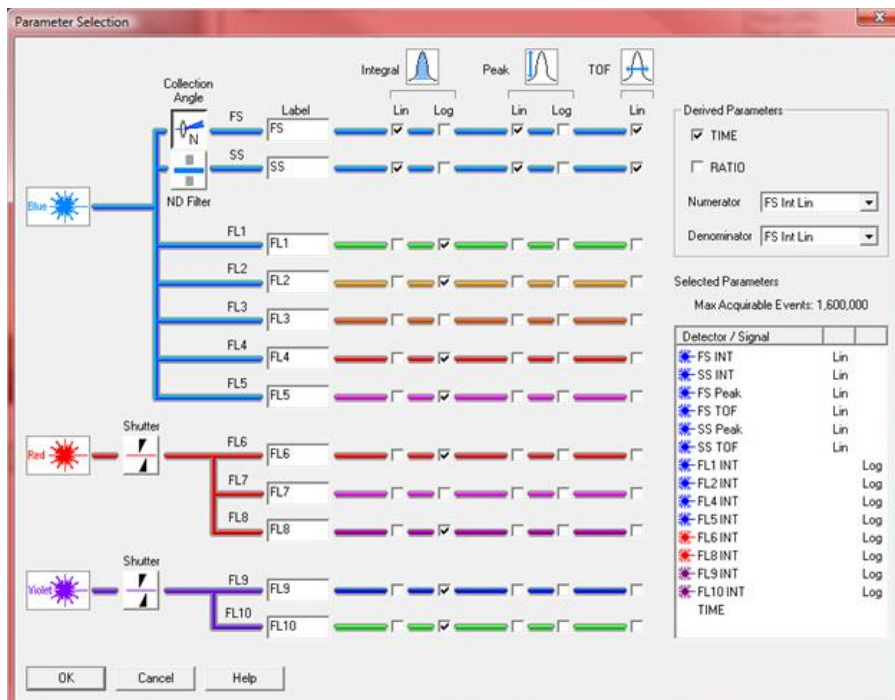 Parameter Selection
Integral Peak TOF
Collection
Angle
FS Label Lin Log Lin Log Lin
N FS
SS SS
Blue ND Filter
FL1 FL1
FL2 FL2
FL3 FL3
FL4 FL4
FL5 FL5
Shutter
Red FL6 FL6
FL7 FL7
FL8 FL8
Shutter
Violet FL9 FL9
FL10 FL10
OK Cancel Help
Derived Parameters
TIME
RATIO
Numerator FS Int Lin
Denominator FS Int Lin
Selected Parameters
Max Acquirable Events: 1,600,000
Detector / Signal
FS INT Lin
SS INT Lin
FS Peak Lin
FS TOF Lin
SS Peak Lin
SS TOF Lin
FL1 INT Log
FL2 INT Log
FL4 INT Log
FL5 INT Log
FL6 INT Log
FL8 INT Log
FL9 INT Log
FL10 INT Log
TIME